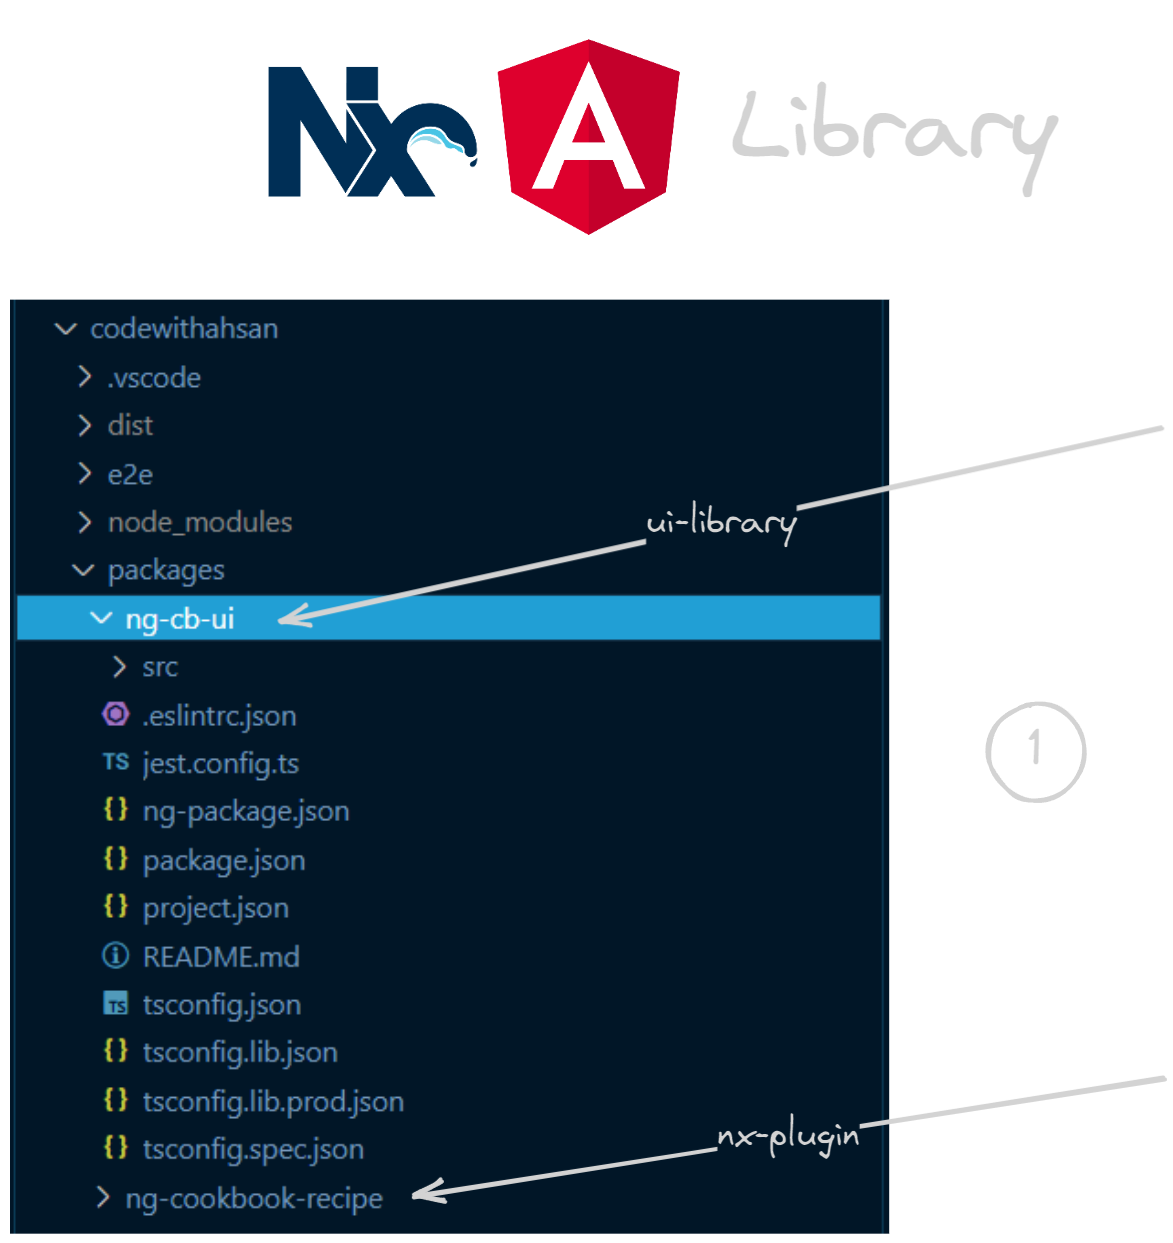 Nx A Library
codewithahsan
.vscode
dist
e2e
node_modules
ui-library
packages
ng-cb-ui
src
.eslintrc.json
TS jest.config.ts
{} ng-package.json
1
{} package.json
{} project.json
README.md
TS tsconfig.json
{} tsconfig.lib.json
{} tsconfig.lib.prod.json
nx-plugin
{} tsconfig.spec.json
ng-cookbook-recipe